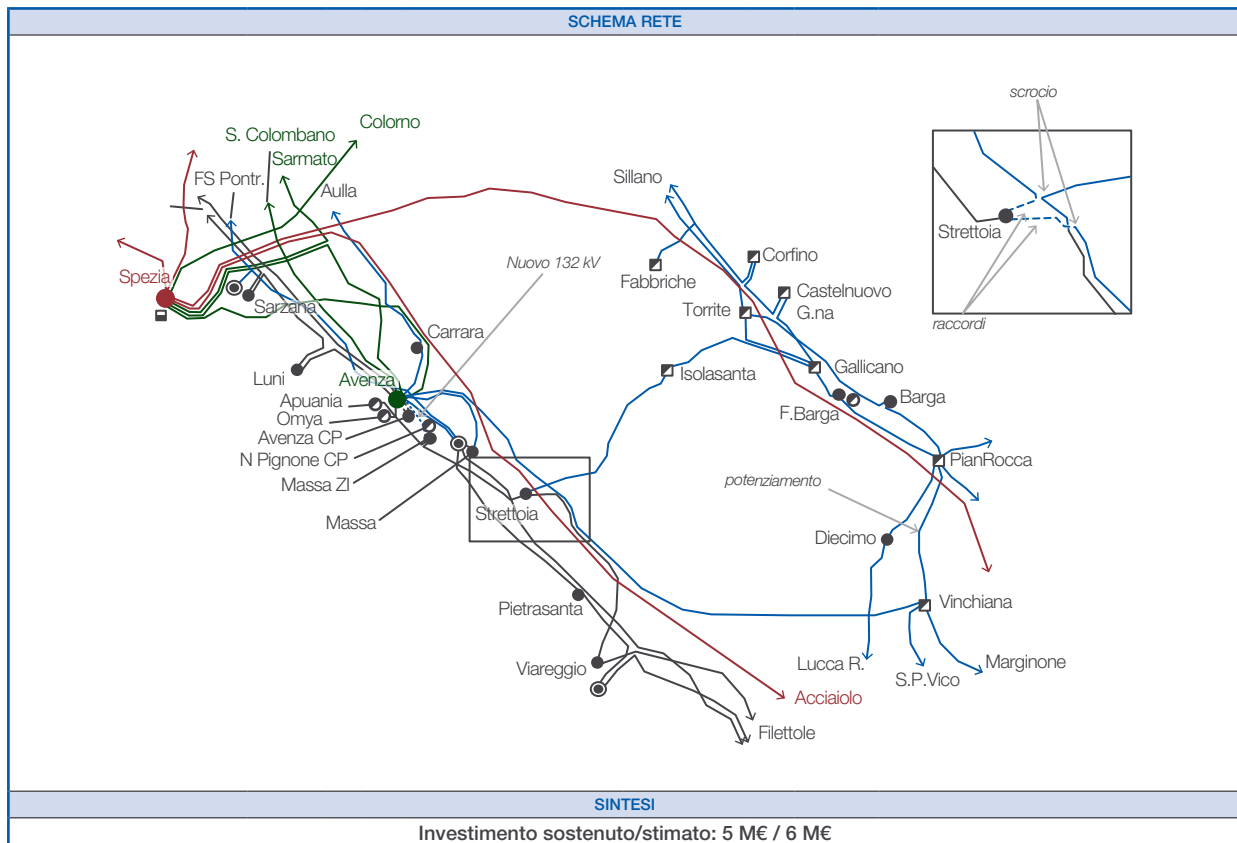 SCHEMA RETE
scrocio
Colorno
S. Colombano
Sarmato
FS Pontr.
Aulla
Sillano
Strettoia
raccordi
Corfino
Nuovo 132 kV
Fabbriche
Spezia
Castelnuovo
G.na
Sarzana
Torrite
Carrara
Gallicano
Luni
Isolasanta
Avenza
Barga
F.Barga
Apuania
Omya
Avenza CP
N Pignone CP
PianRocca
Massa ZI
potenziamento
Massa
Strettoia
Diecimo
Pietrasanta
Vinchiana
Viareggio
Lucca R.
Marginone
S.P.Vico
Acciaiolo
Filettole
SINTESI
Investimento sostenuto/stimato: 5 M€ / 6 M€